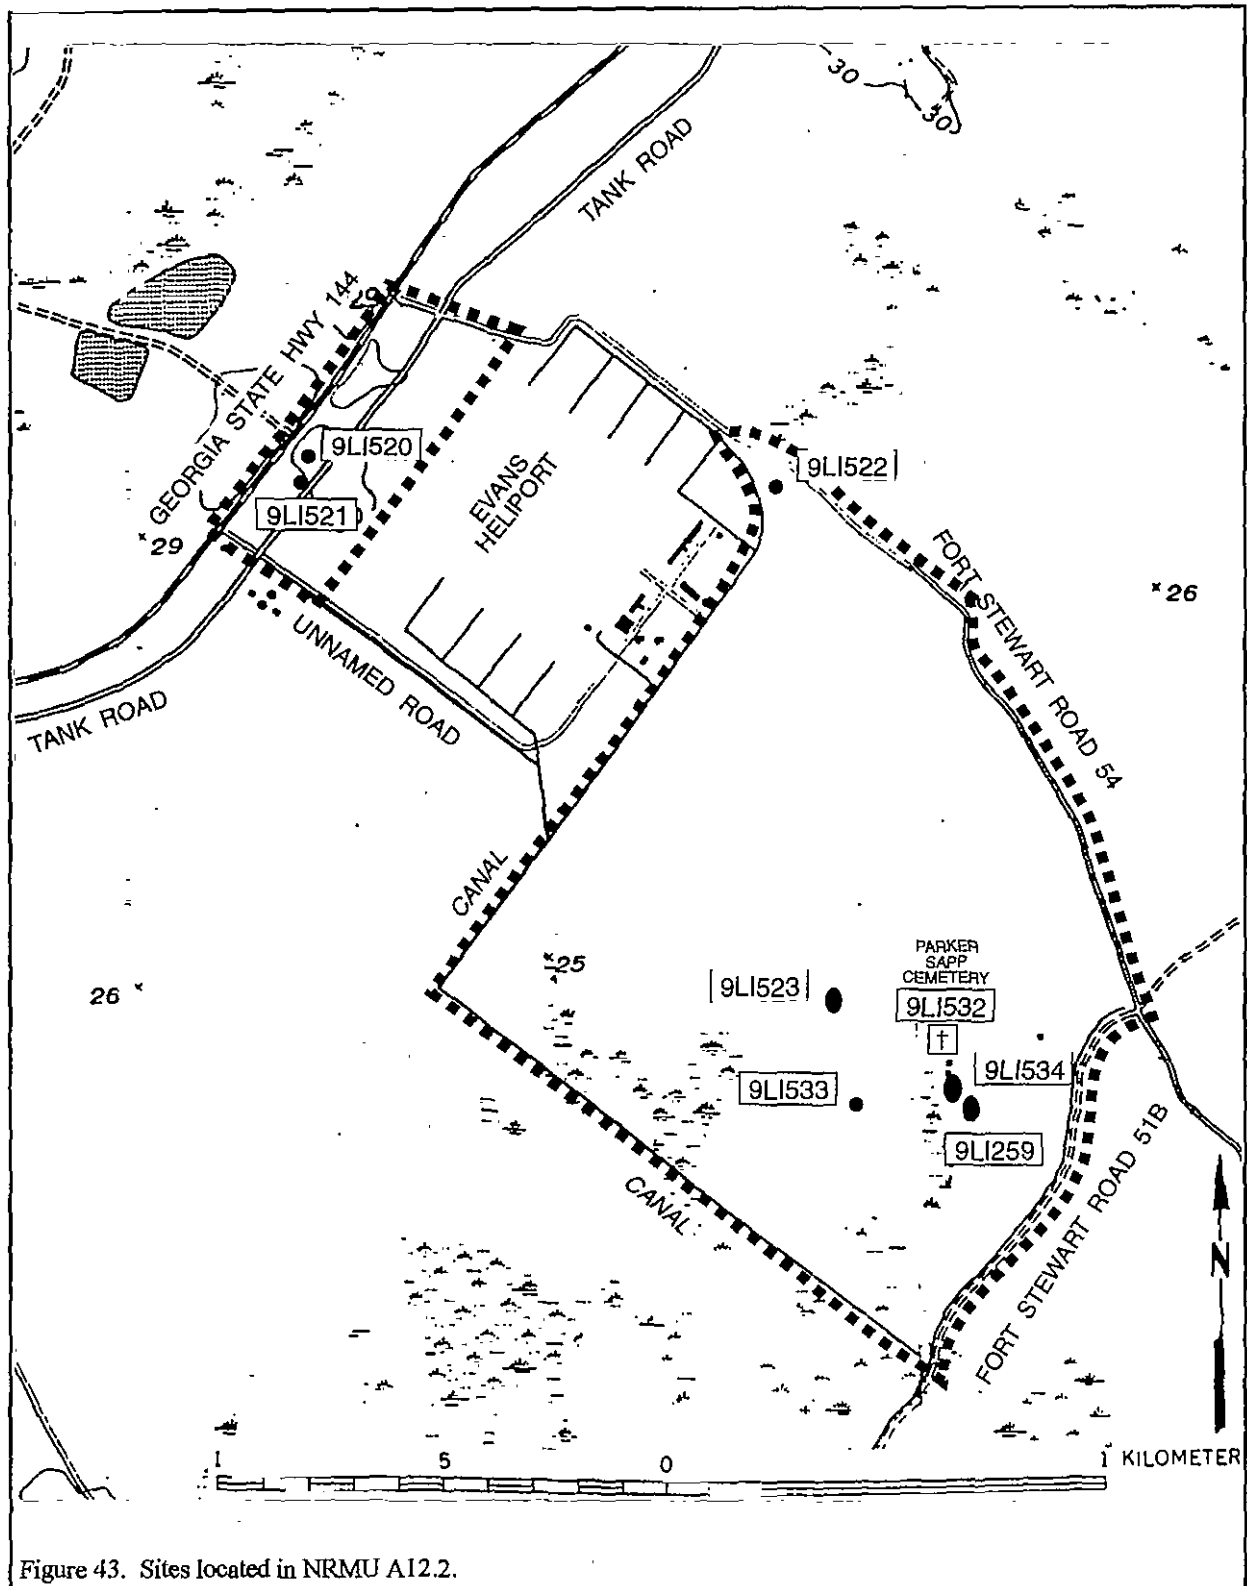 30
30
TANK ROAD
GEORGIA STATE HWY 144
29
9LI520
9LI521
EVANS
HELIPORT
9LI522
29
FORT STEWART ROAD 54
26
UNNAMED ROAD
TANK ROAD
CANAL
25
26
PARKER
SAPP
CEMETERY
9LI523
9LI532
†
9LI534
9LI533
9LI259
CANAL
FORT STEWART ROAD 51B
N
1 5 0 1 KILOMETER
Figure 43. Sites located in NRMU A12.2.